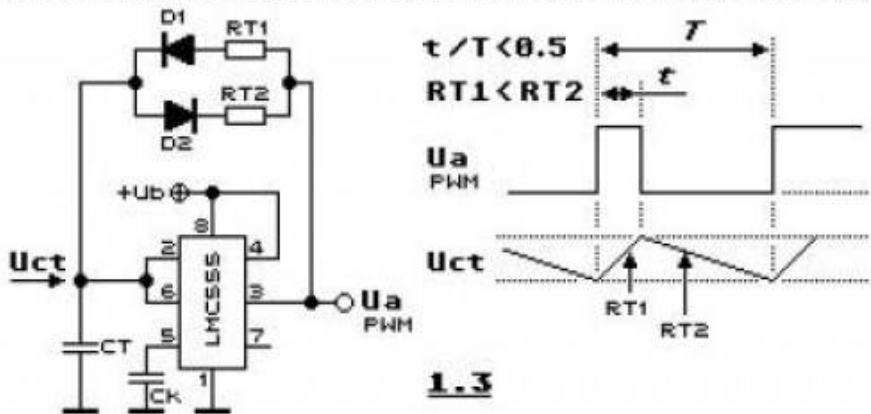 D1
RT1
RT2
D2
+Ub
8
2
4
6
3
5
7
1
LMC555
Uct
CT
CK
Ua
PWM
t/T<0.5
RT1<RT2
T
t
Ua
PWM
Uct
RT1
RT2
1.3